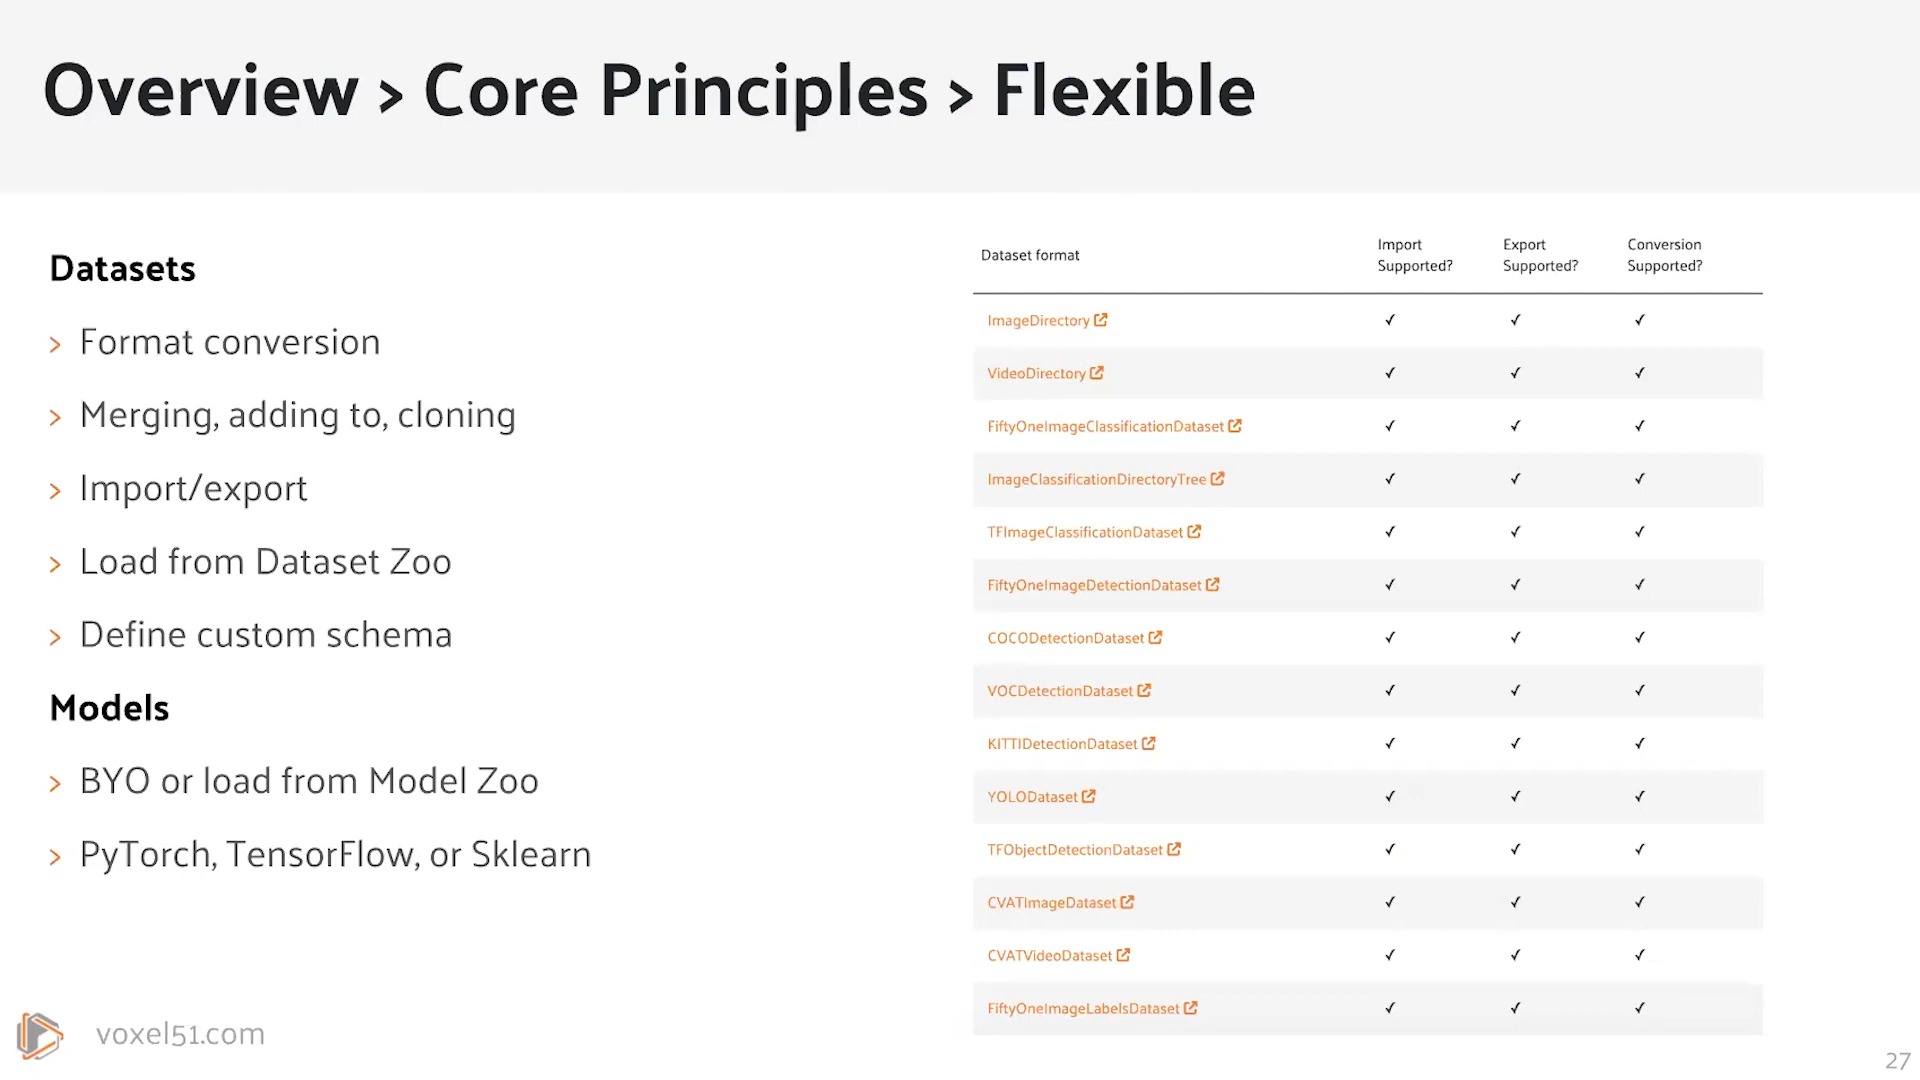 Overview > Core Principles > Flexible
Datasets
> Format conversion
> Merging, adding to, cloning
> Import/export
> Load from Dataset Zoo
> Define custom schema
Models
> BYO or load from Model Zoo
> PyTorch, TensorFlow, or Sklearn
Dataset format Import Supported? Export Supported? Conversion Supported?
ImageDirectory ✓ ✓ ✓
VideoDirectory ✓ ✓ ✓
FiftyOneImageClassificationDataset ✓ ✓ ✓
ImageClassificationDirectoryTree ✓ ✓ ✓
TFImageClassificationDataset ✓ ✓ ✓
FiftyOneImageDetectionDataset ✓ ✓ ✓
COCODetectionDataset ✓ ✓ ✓
VOCDetectionDataset ✓ ✓ ✓
KITTIDetectionDataset ✓ ✓ ✓
YOLODataset ✓ ✓ ✓
TFObjectDetectionDataset ✓ ✓ ✓
CVATImageDataset ✓ ✓ ✓
CVATVideoDataset ✓ ✓ ✓
FiftyOneImageLabelsDataset ✓ ✓ ✓
voxel51.com
27